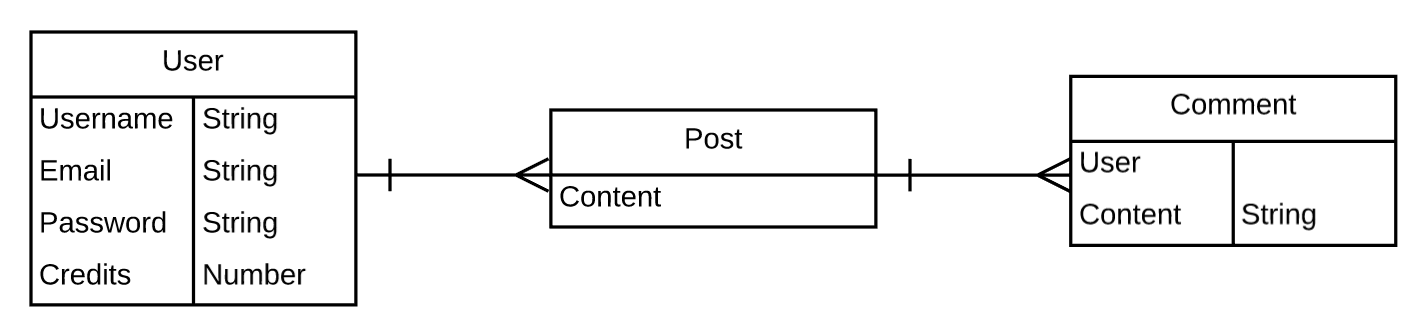 User
Username String
Email String
Password String
Credits Number
Post
Content
Comment
User
Content String